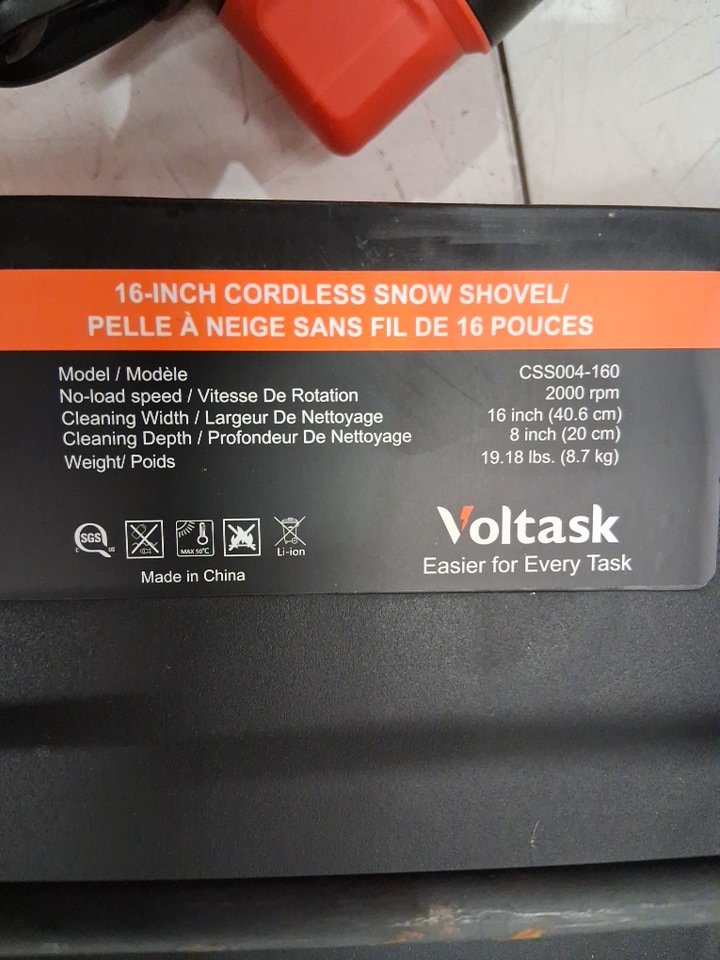 16-INCH CORDLESS SNOW SHOVEL/
PELLE À NEIGE SANS FIL DE 16 POUCES
Model / Modèle CSS004-160
No-load speed / Vitesse De Rotation 2000 rpm
Cleaning Width / Largeur De Nettoyage 16 inch (40.6 cm)
Cleaning Depth / Profondeur De Nettoyage 8 inch (20 cm)
Weight/ Poids 19.18 lbs. (8.7 kg)
SGS
C US
MAX 50°C
Li-ion
Made in China
Voltask
Easier for Every Task